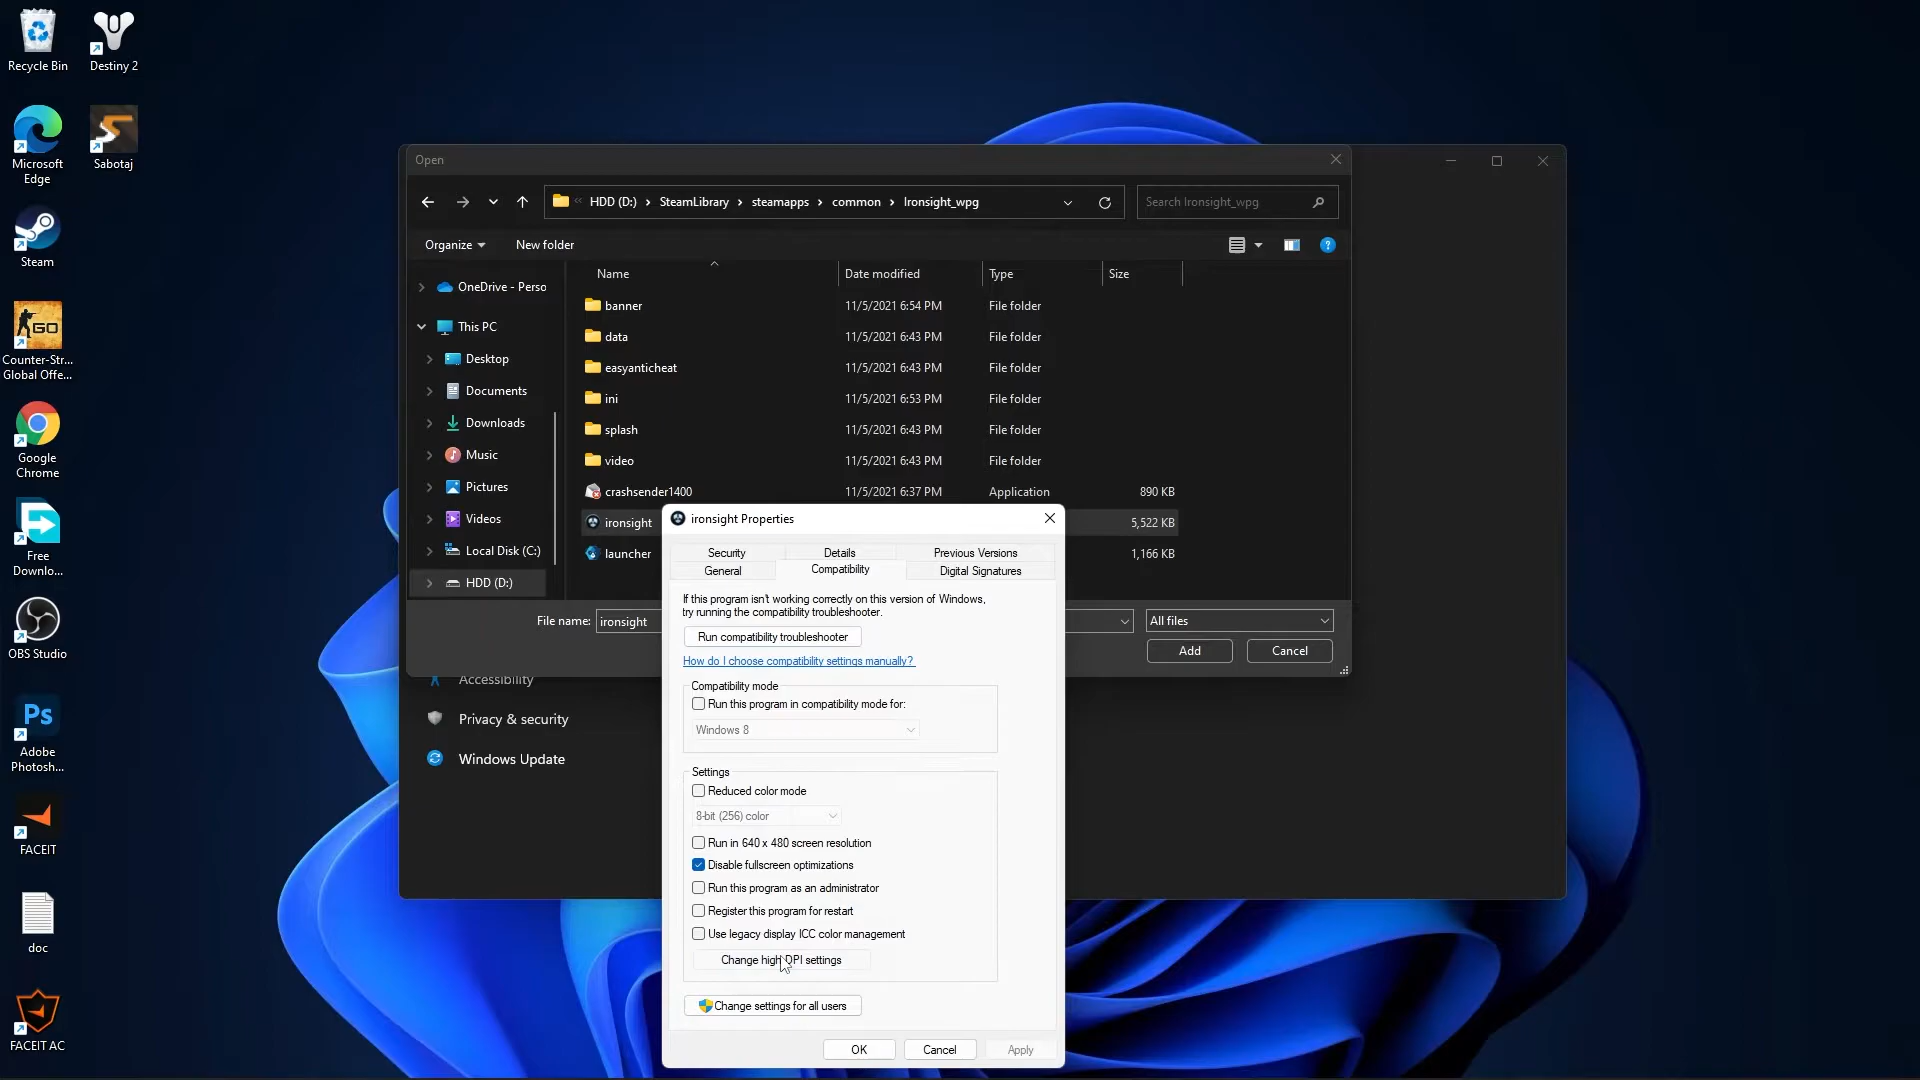 Recycle Bin
Destiny 2
Microsoft
Edge
Sabotaj
Steam
GO
Counter-Str...
Global Offe...
Google
Chrome
Free
Downlo...
OBS Studio
Ps
Adobe
Photosh...
FACEIT
doc
FACEIT AC
Open
HDD (D:) › SteamLibrary › steamapps › common › Ironsight_wpg
Search Ironsight_wpg
Organize
New folder
Name
Date modified
Type
Size
OneDrive - Perso
This PC
Desktop
Documents
Downloads
Music
Pictures
Videos
Local Disk (C:)
HDD (D:)
banner 11/5/2021 6:54 PM File folder
data 11/5/2021 6:43 PM File folder
easyanticheat 11/5/2021 6:43 PM File folder
ini 11/5/2021 6:53 PM File folder
splash 11/5/2021 6:43 PM File folder
video 11/5/2021 6:43 PM File folder
crashsender1400 11/5/2021 6:37 PM Application 890 KB
ironsight 5,522 KB
launcher 1,166 KB
File name: ironsight
All files
Add
Cancel
Accessibility
Privacy & security
Windows Update
ironsight Properties
Security
Details
Previous Versions
General
Compatibility
Digital Signatures
If this program isn't working correctly on this version of Windows,
try running the compatibility troubleshooter.
Run compatibility troubleshooter
How do I choose compatibility settings manually?
Compatibility mode
Run this program in compatibility mode for:
Windows 8
Settings
Reduced color mode
8-bit (256) color
Run in 640 x 480 screen resolution
Disable fullscreen optimizations
Run this program as an administrator
Register this program for restart
Use legacy display ICC color management
Change high DPI settings
Change settings for all users
OK
Cancel
Apply